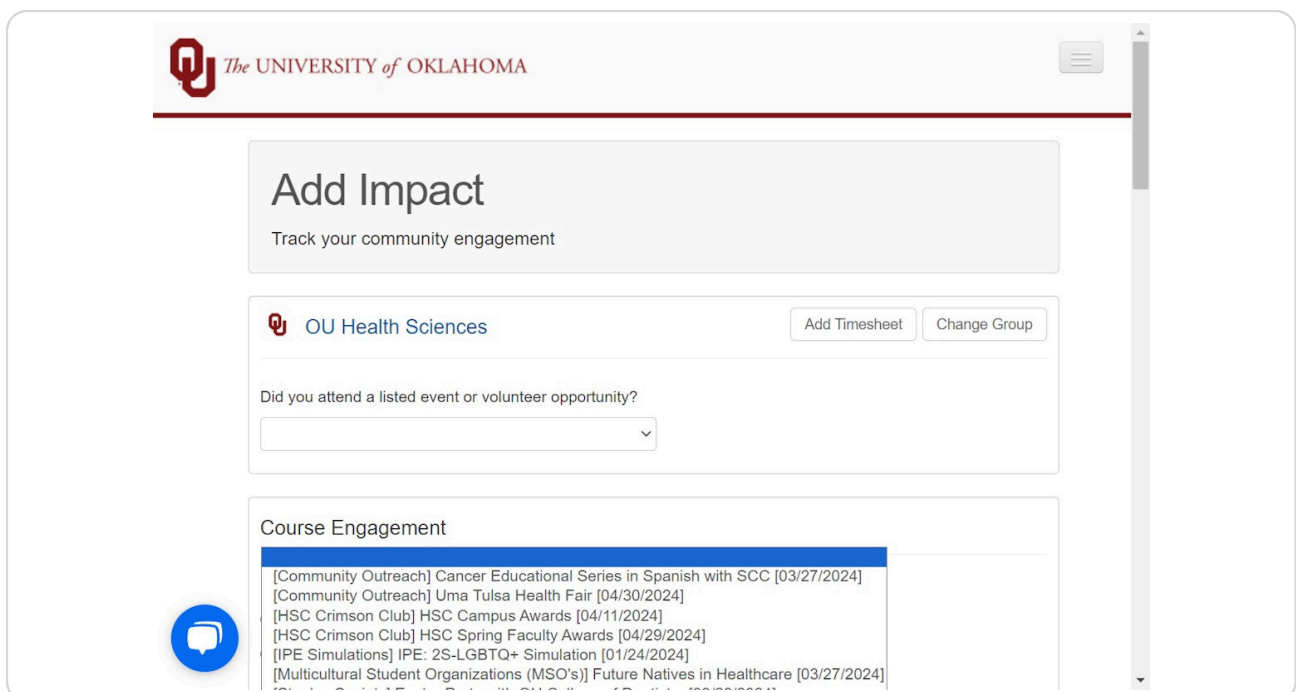 The UNIVERSITY of OKLAHOMA
Add Impact
Track your community engagement
OU Health Sciences
Add Timesheet
Change Group
Did you attend a listed event or volunteer opportunity?
Course Engagement
[Community Outreach] Cancer Educational Series in Spanish with SCC [03/27/2024]
[Community Outreach] Uma Tulsa Health Fair [04/30/2024]
[HSC Crimson Club] HSC Campus Awards [04/11/2024]
[HSC Crimson Club] HSC Spring Faculty Awards [04/29/2024]
[IPE Simulations] IPE: 2S-LGBTQ+ Simulation [01/24/2024]
[Multicultural Student Organizations (MSO's)] Future Natives in Healthcare [03/27/2024]